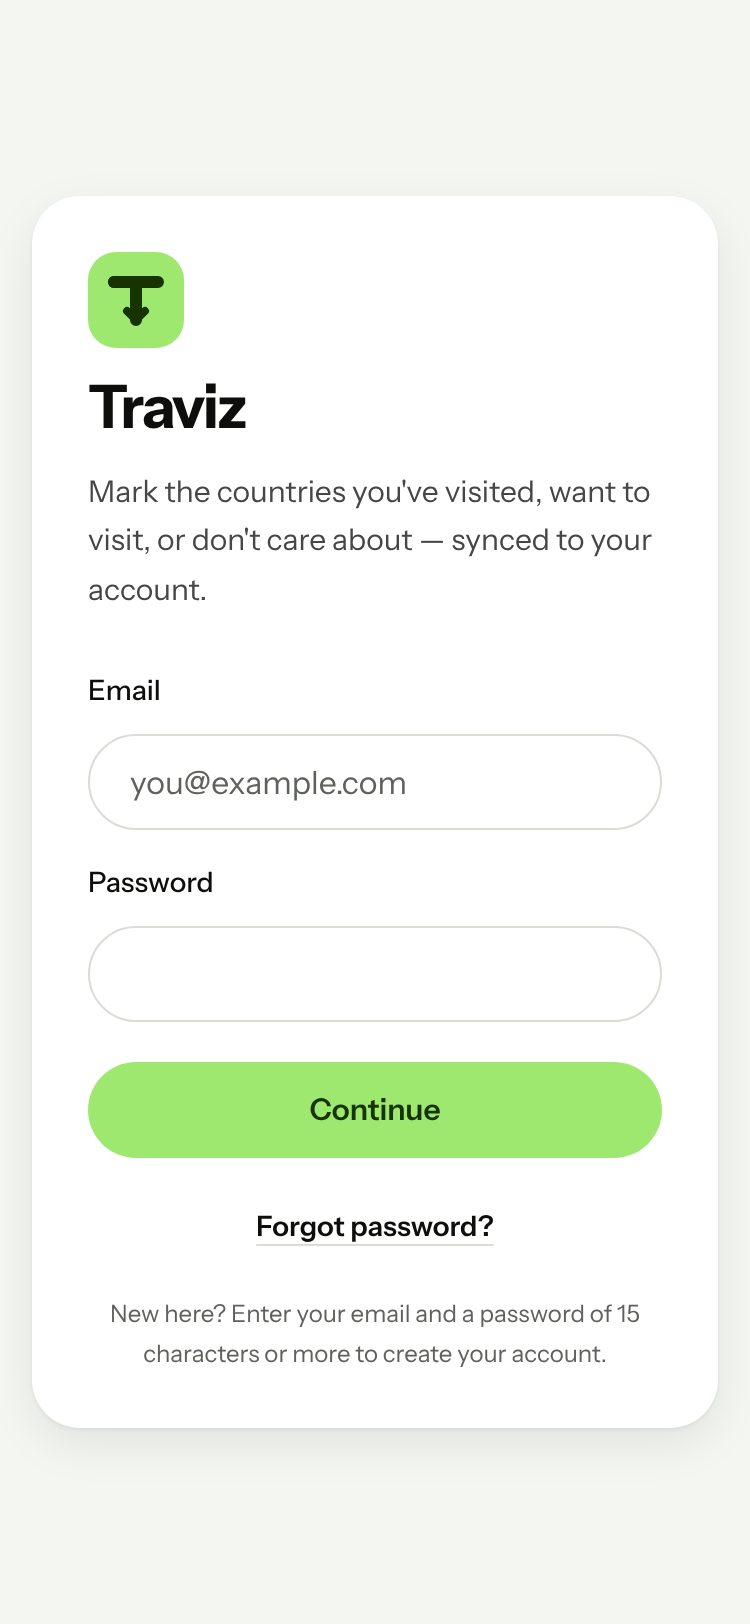 Traviz
Mark the countries you've visited, want to
visit, or don't care about — synced to your
account.
Email
you@example.com
Password
Continue
Forgot password?
New here? Enter your email and a password of 15
characters or more to create your account.